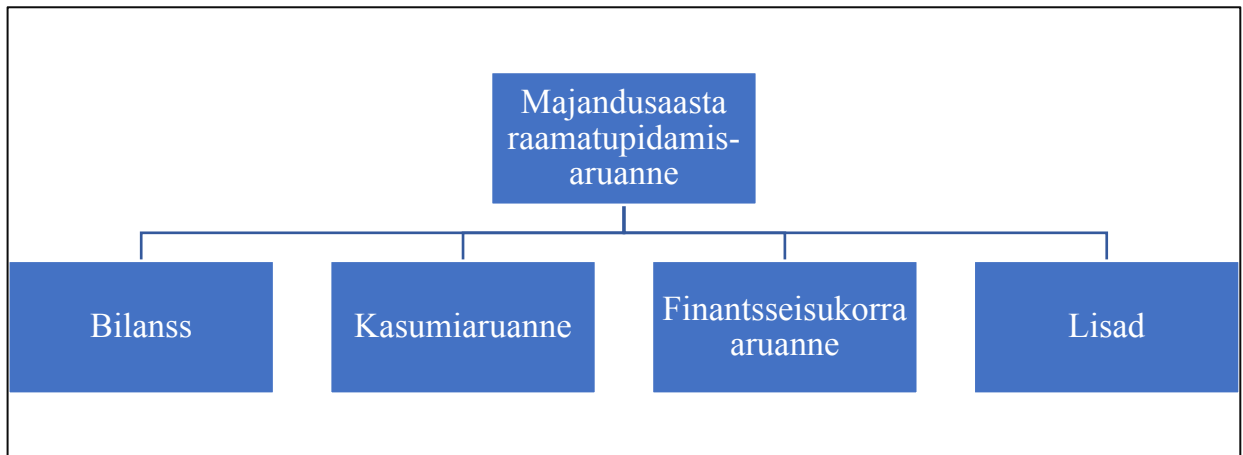 Majandusaasta
raamatupidamis-
aruanne
Bilanss
Kasumiaruanne
Finantsseisukorra
aruanne
Lisad